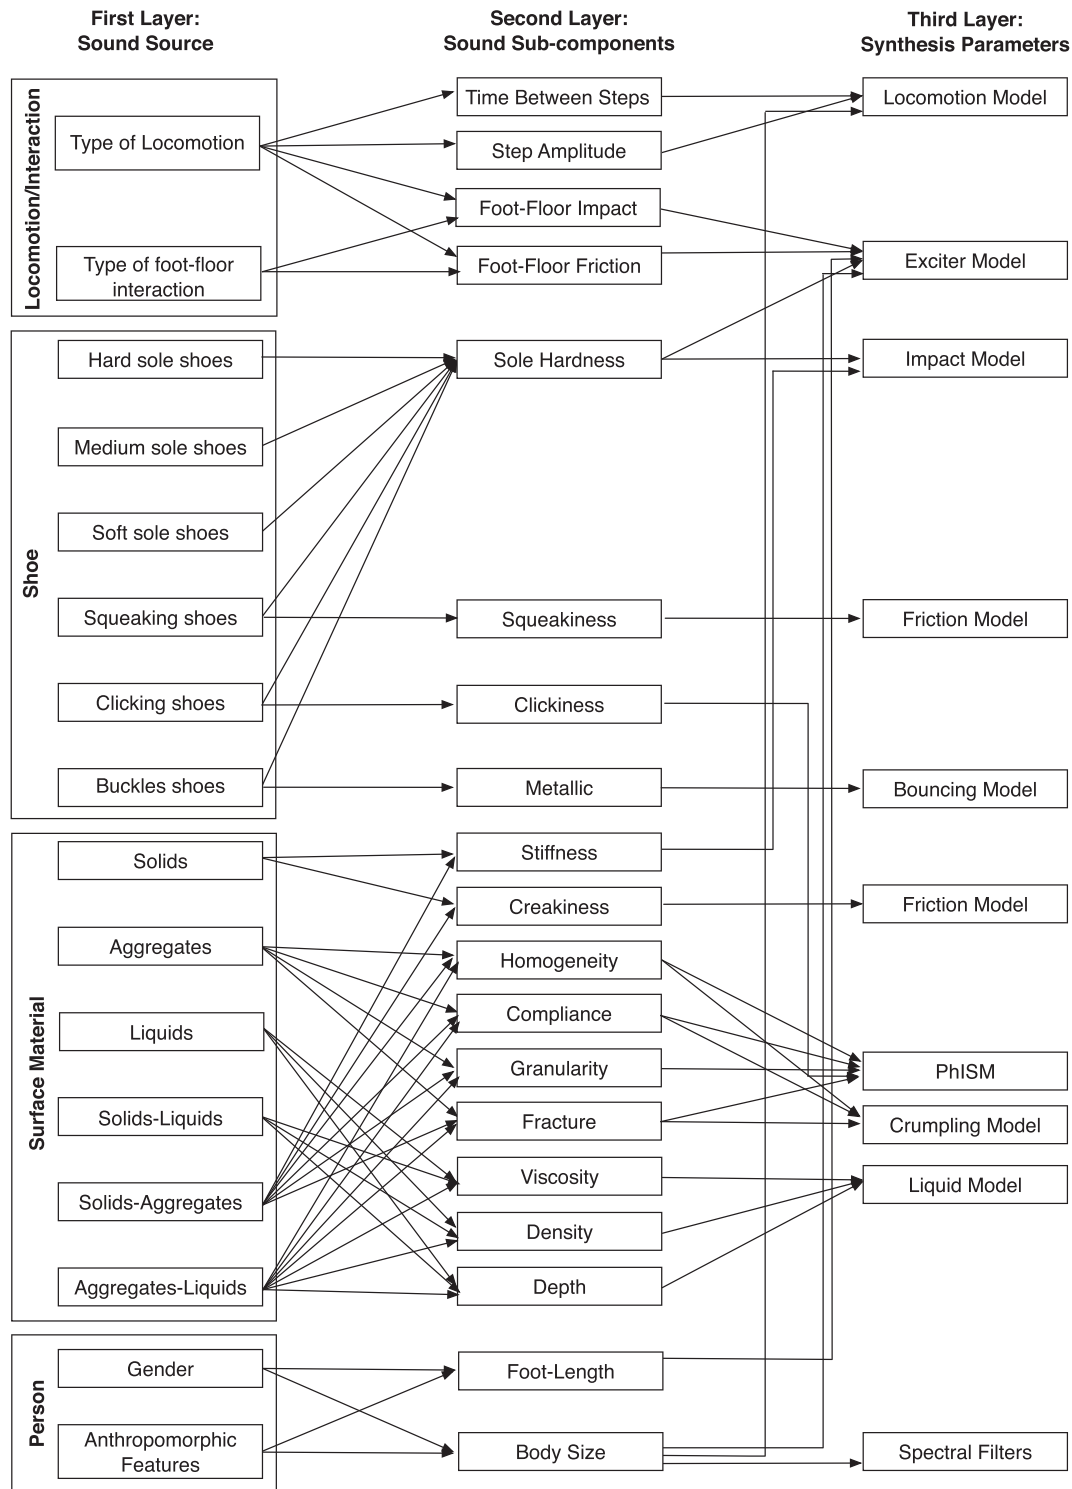 First Layer:
Sound Source
Second Layer:
Sound Sub-components
Third Layer:
Synthesis Parameters
Locomotion/Interaction
Type of Locomotion
Type of foot-floor
interaction
Time Between Steps
Step Amplitude
Foot-Floor Impact
Foot-Floor Friction
Locomotion Model
Exciter Model
Shoe
Hard sole shoes
Medium sole shoes
Soft sole shoes
Squeaking shoes
Clicking shoes
Buckles shoes
Sole Hardness
Squeakiness
Clickiness
Metallic
Impact Model
Friction Model
Bouncing Model
Surface Material
Solids
Aggregates
Liquids
Solids-Liquids
Solids-Aggregates
Aggregates-Liquids
Stiffness
Creakiness
Homogeneity
Compliance
Granularity
Fracture
Viscosity
Density
Depth
Friction Model
PhISM
Crumpling Model
Liquid Model
Person
Gender
Anthropomorphic
Features
Foot-Length
Body Size
Spectral Filters